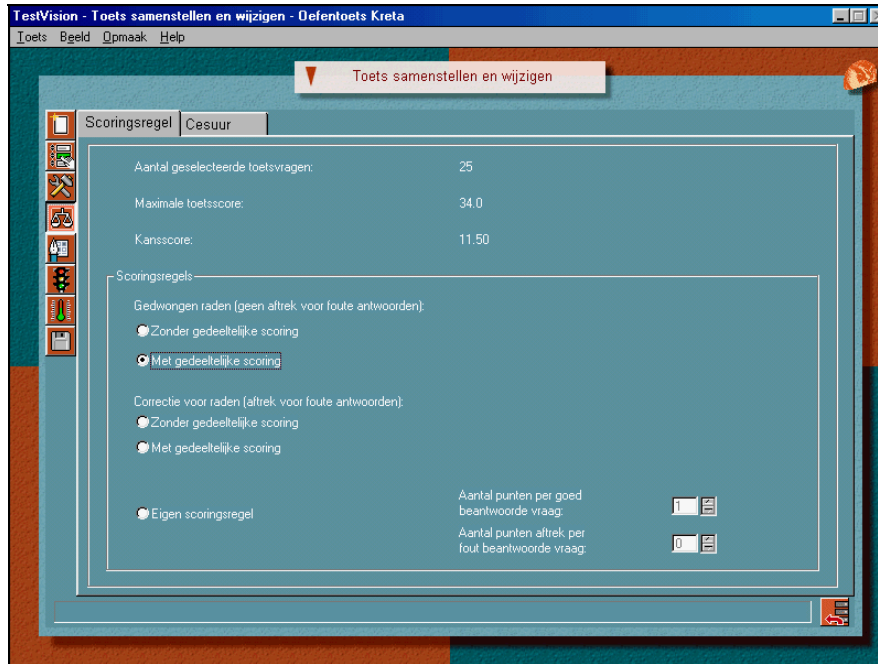 TestVision - Toets samenstellen en wijzigen - Oefentoets Kreta
Toets Beeld Opmaak Help
Toets samenstellen en wijzigen
Scoringsregel Cesuur
Aantal geselecteerde toetsvragen: 25
Maximale toetsscore: 34.0
Kansscore: 11.50
Scoringsregels
Gedwongen raden (geen aftrek voor foute antwoorden):
Zonder gedeeltelijke scoring
Met gedeeltelijke scoring
Correctie voor raden (aftrek voor foute antwoorden):
Zonder gedeeltelijke scoring
Met gedeeltelijke scoring
Eigen scoringsregel
Aantal punten per goed
beantwoorde vraag: 1
Aantal punten aftrek per
fout beantwoorde vraag: 0